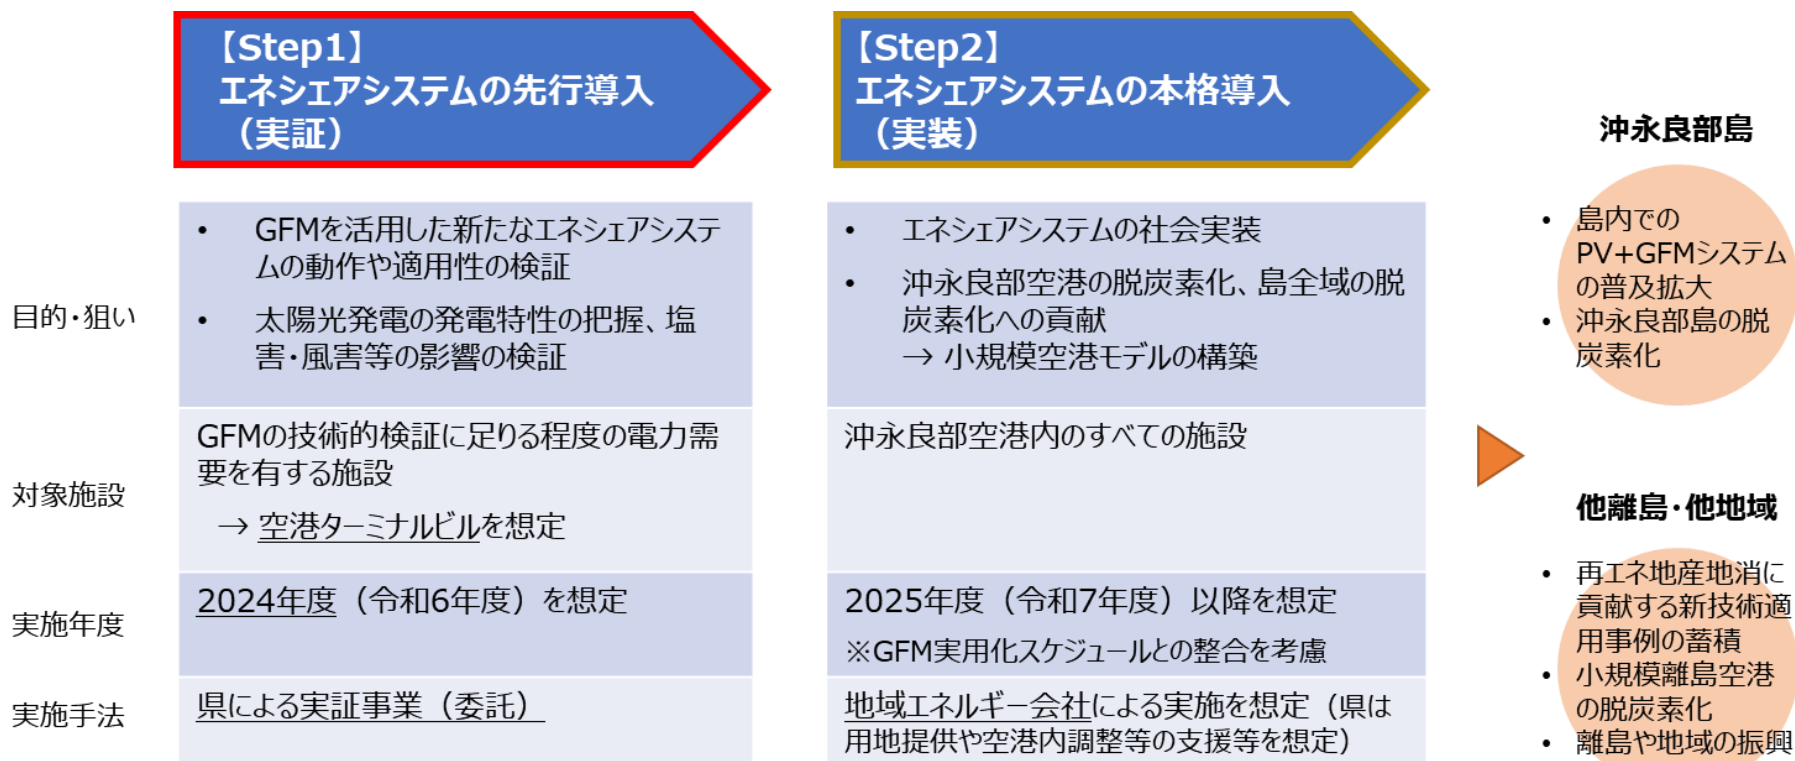 【Step1】
エネシェアシステムの先行導入
（実証）
【Step2】
エネシェアシステムの本格導入
（実装）
目的・狙い
• GFMを活用した新たなエネシェアシステ
ムの動作や適用性の検証
• 太陽光発電の発電特性の把握、塩
害・風害等の影響の検証
• エネシェアシステムの社会実装
• 沖永良部空港の脱炭素化、島全域の脱
炭素化への貢献
→ 小規模空港モデルの構築
対象施設
GFMの技術的検証に足りる程度の電力需
要を有する施設
→ 空港ターミナルビルを想定
沖永良部空港内のすべての施設
実施年度
2024年度（令和6年度）を想定
2025年度（令和7年度）以降を想定
※GFM実用化スケジュールとの整合を考慮
実施手法
県による実証事業（委託）
地域エネルギー会社による実施を想定（県は
用地提供や空港内調整等の支援等を想定）
沖永良部島
• 島内での
PV+GFMシステム
の普及拡大
• 沖永良部島の脱
炭素化
他離島・他地域
• 再エネ地産地消に
貢献する新技術適
用事例の蓄積
• 小規模離島空港
の脱炭素化
• 離島や地域の振興